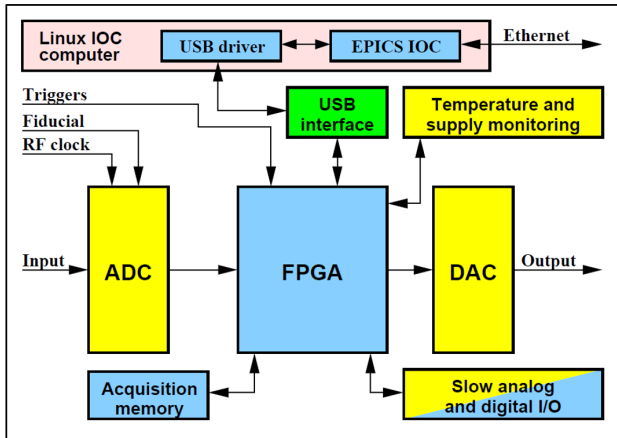 Linux IOC
computer
USB driver
EPICS IOC
Ethernet
Triggers
Fiducial
RF clock
USB
interface
Temperature and
supply monitoring
Input
ADC
FPGA
DAC
Output
Acquisition
memory
Slow analog
and digital I/O